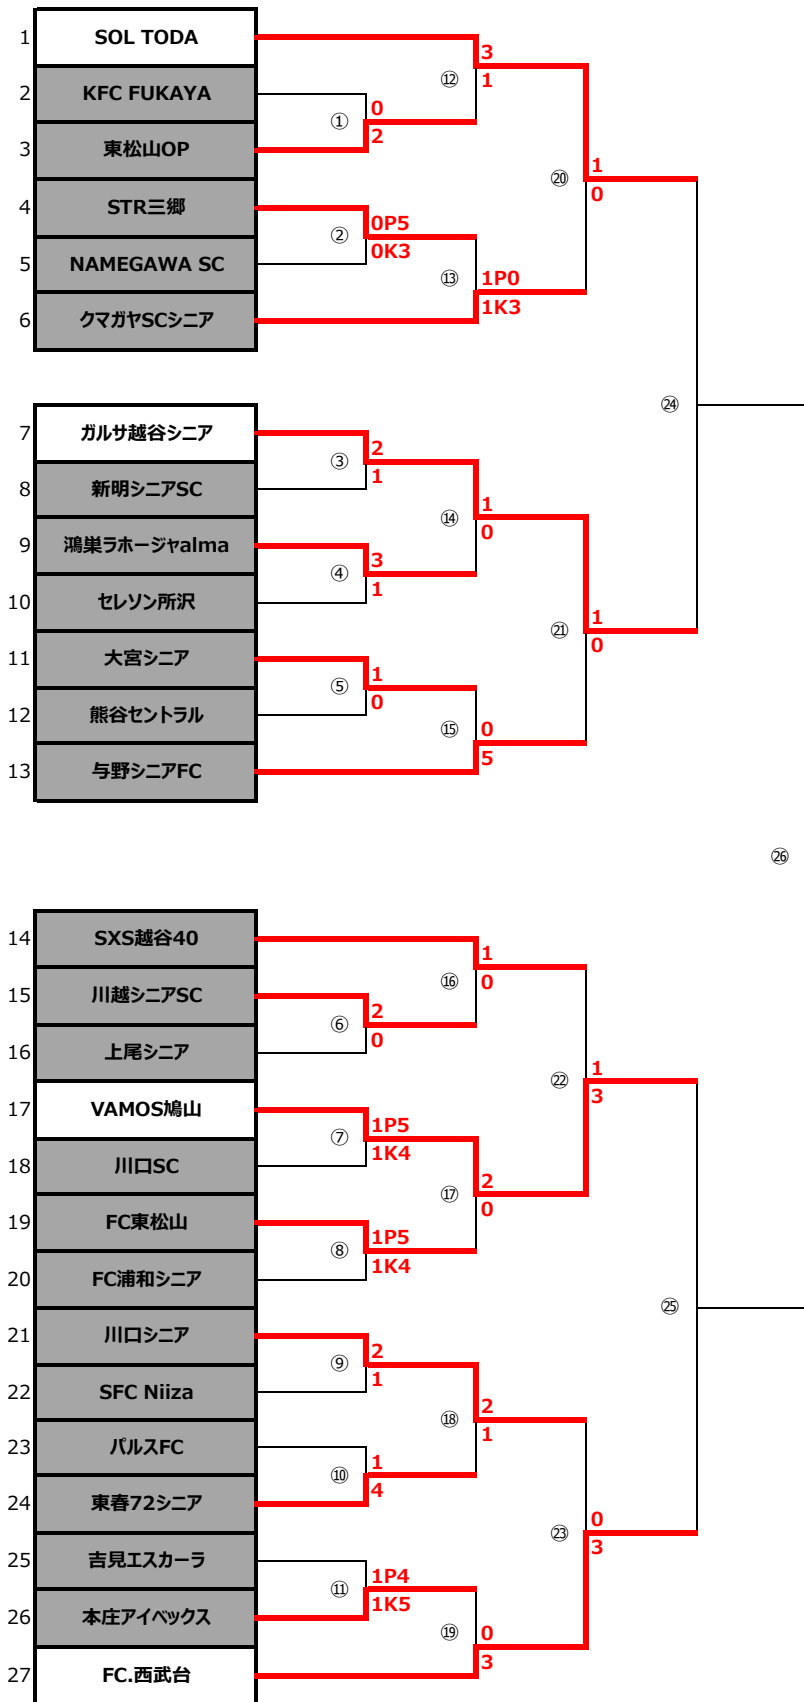 1 SOL TODA
3
⑫
1
2 KFC FUKAYA
0
①
2
3 東松山OP
1
⑳
0
4 STR三郷
0P5
②
0K3
5 NAMEGAWA SC
⑬
1P0
1K3
6 クマガヤSCシニア
㉔
7 ガルサ越谷シニア
2
③
1
8 新明シニアSC
1
⑭
0
9 鴻巣ラホージャalma
3
④
1
10 セレソン所沢
1
㉑
0
11 大宮シニア
1
⑤
0
12 熊谷セントラル
0
⑮
5
13 与野シニアFC
㉖
14 SXS越谷40
1
⑯
0
15 川越シニアSC
2
⑥
0
16 上尾シニア
1
㉒
3
17 VAMOS鳩山
1P5
⑦
1K4
18 川口SC
2
⑰
0
19 FC東松山
1P5
⑧
1K4
20 FC浦和シニア
㉕
21 川口シニア
2
⑨
1
22 SFC Niiza
2
⑱
1
23 パルスFC
1
⑩
4
24 東春72シニア
0
㉓
3
25 吉見エスカーラ
1P4
⑪
1K5
26 本庄アイベックス
0
⑲
3
27 FC.西武台